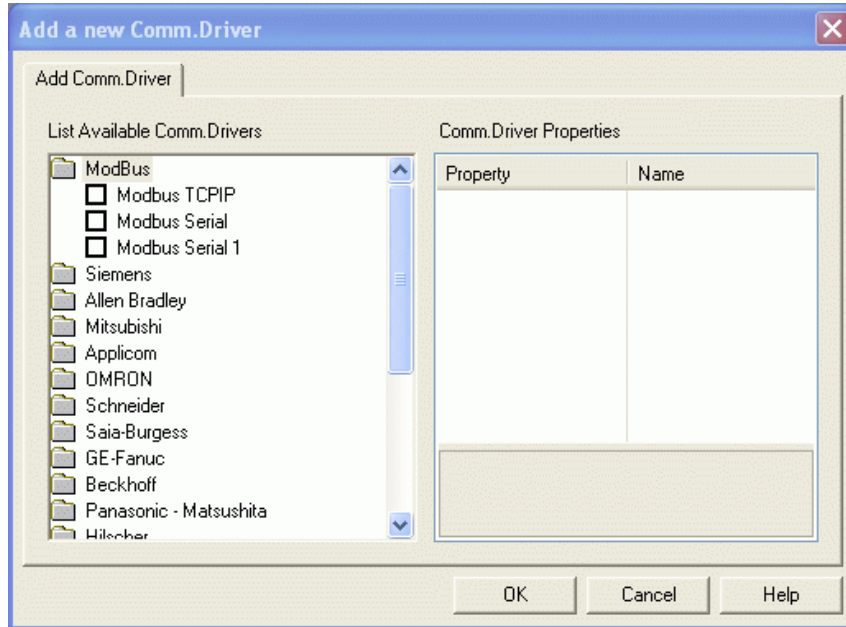 Add a new Comm.Driver
Add Comm.Driver
List Available Comm.Drivers
Comm.Driver Properties
ModBus
Modbus TCPIP
Modbus Serial
Modbus Serial 1
Siemens
Allen Bradley
Mitsubishi
Applicom
OMRON
Schneider
Saia-Burgess
GE-Fanuc
Beckhoff
Panasonic - Matsushita
Hilscher
Property Name
OK Cancel Help